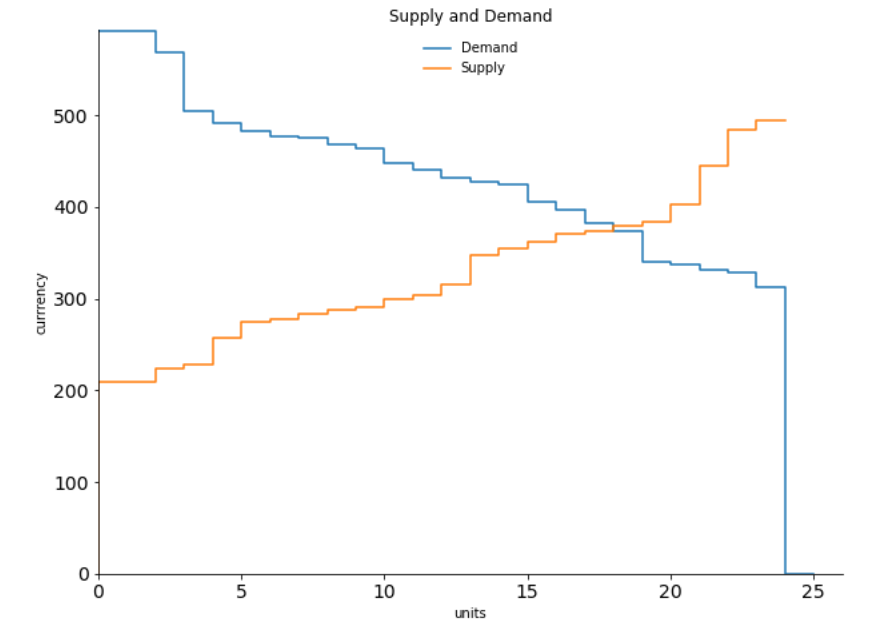 Supply and Demand
Demand
Supply
500
400
300
200
100
0
currency
0 5 10 15 20 25
units